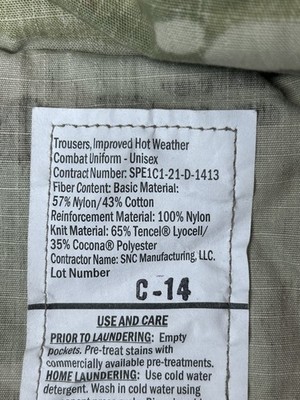 Trousers, Improved Hot Weather
Combat Uniform - Unisex
Contract Number: SPE1C1-21-D-1413
Fiber Content: Basic Material:
57% Nylon/43% Cotton
Reinforcement Material: 100% Nylon
Knit Material: 65% Tencel® Lyocell/
35% Cocona® Polyester
Contractor Name: SNC Manufacturing, LLC.
Lot Number
C-14
USE AND CARE
PRIOR TO LAUNDERING: Empty
pockets. Pre-treat stains with
commercially available pre-treatments.
HOME LAUNDERING: Use cold water
detergent. Wash in cold water using